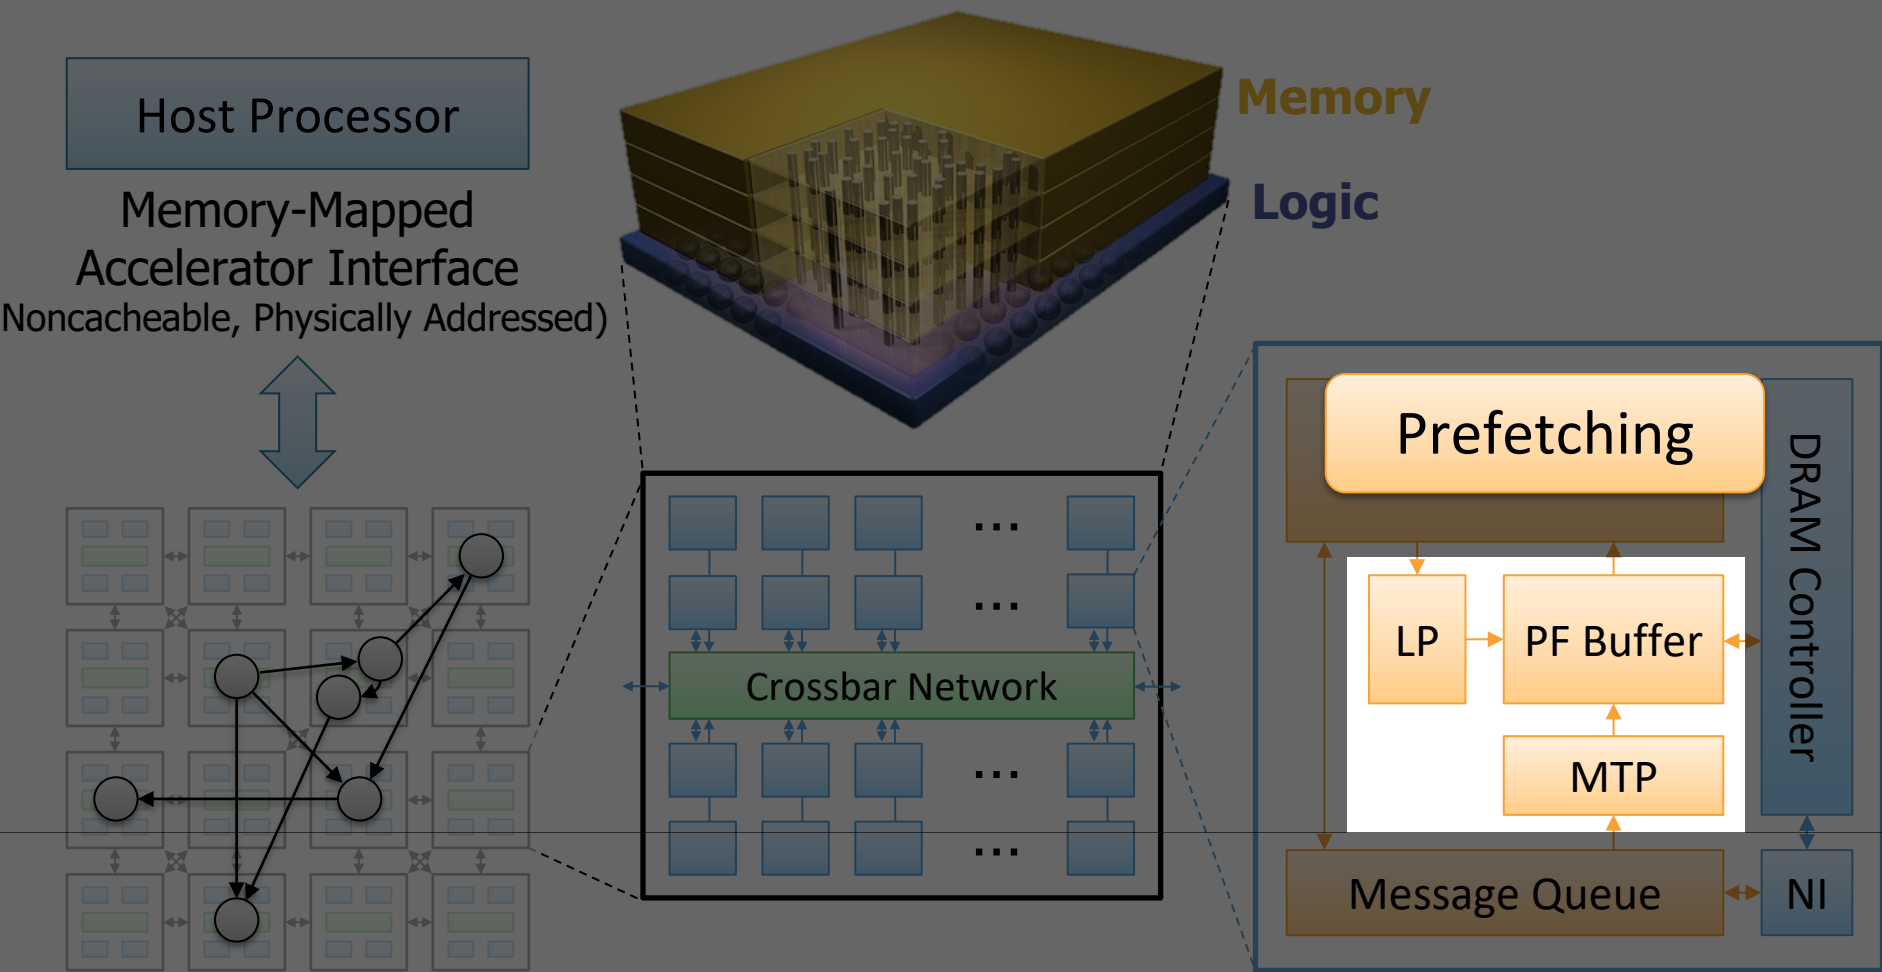 Host Processor
Memory-Mapped
Accelerator Interface
Noncacheable, Physically Addressed)
Memory
Logic
...
...
Crossbar Network
...
...
Prefetching
DRAM Controller
LP
PF Buffer
MTP
Message Queue
NI